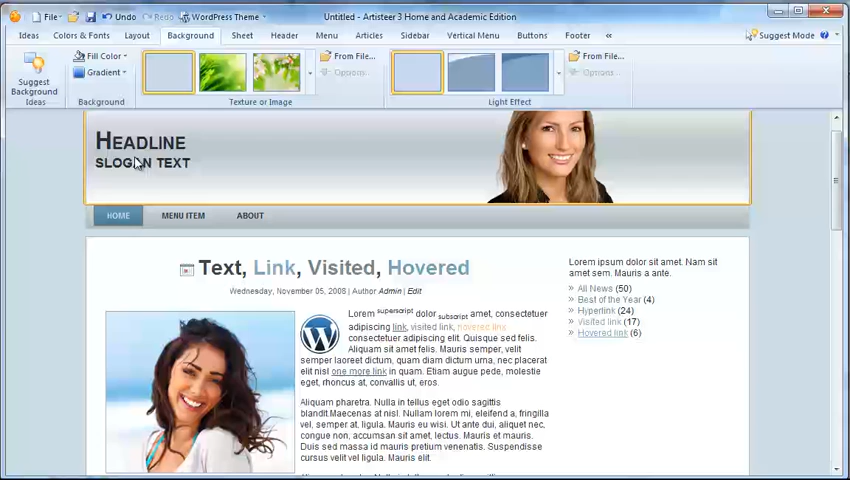 File Undo Redo WordPress Theme Untitled - Artisteer 3 Home and Academic Edition
Ideas Colors & Fonts Layout Background Sheet Header Menu Articles Sidebar Vertical Menu Buttons Footer « Suggest Mode
Suggest Background
Ideas
Fill Color
Gradient
Background
From File...
Options...
Texture or Image
From File...
Options...
Light Effect
HEADLINE
SLOGAN TEXT
HOME MENU ITEM ABOUT
Text, Link, Visited, Hovered
Wednesday, November 05, 2008 | Author Admin | Edit
Lorem superscript dolor subscript amet, consectetuer
adipiscing link, visited link, hovered link
consectetuer adipiscing elit. Quisque sed felis.
Aliquam sit amet felis. Mauris semper, velit
semper laoreet dictum, quam diam dictum urna, nec placerat
elit nisl one more link in quam. Etiam augue pede, molestie
eget, rhoncus at, convallis ut, eros.
Aliquam pharetra. Nulla in tellus eget odio sagittis
blandit.Maecenas at nisl. Nullam lorem mi, eleifend a, fringilla
vel, semper at, ligula. Mauris eu wisi. Ut ante dui, aliquet nec,
congue non, accumsan sit amet, lectus. Mauris et mauris.
Duis sed massa id mauris pretium venenatis. Suspendisse
cursus velit vel ligula. Mauris elit.
Lorem ipsum dolor sit amet. Nam sit
amet sem. Mauris a ante.
» All News (50)
» Best of the Year (4)
» Hyperlink (24)
» Visited link (17)
» Hovered link (6)